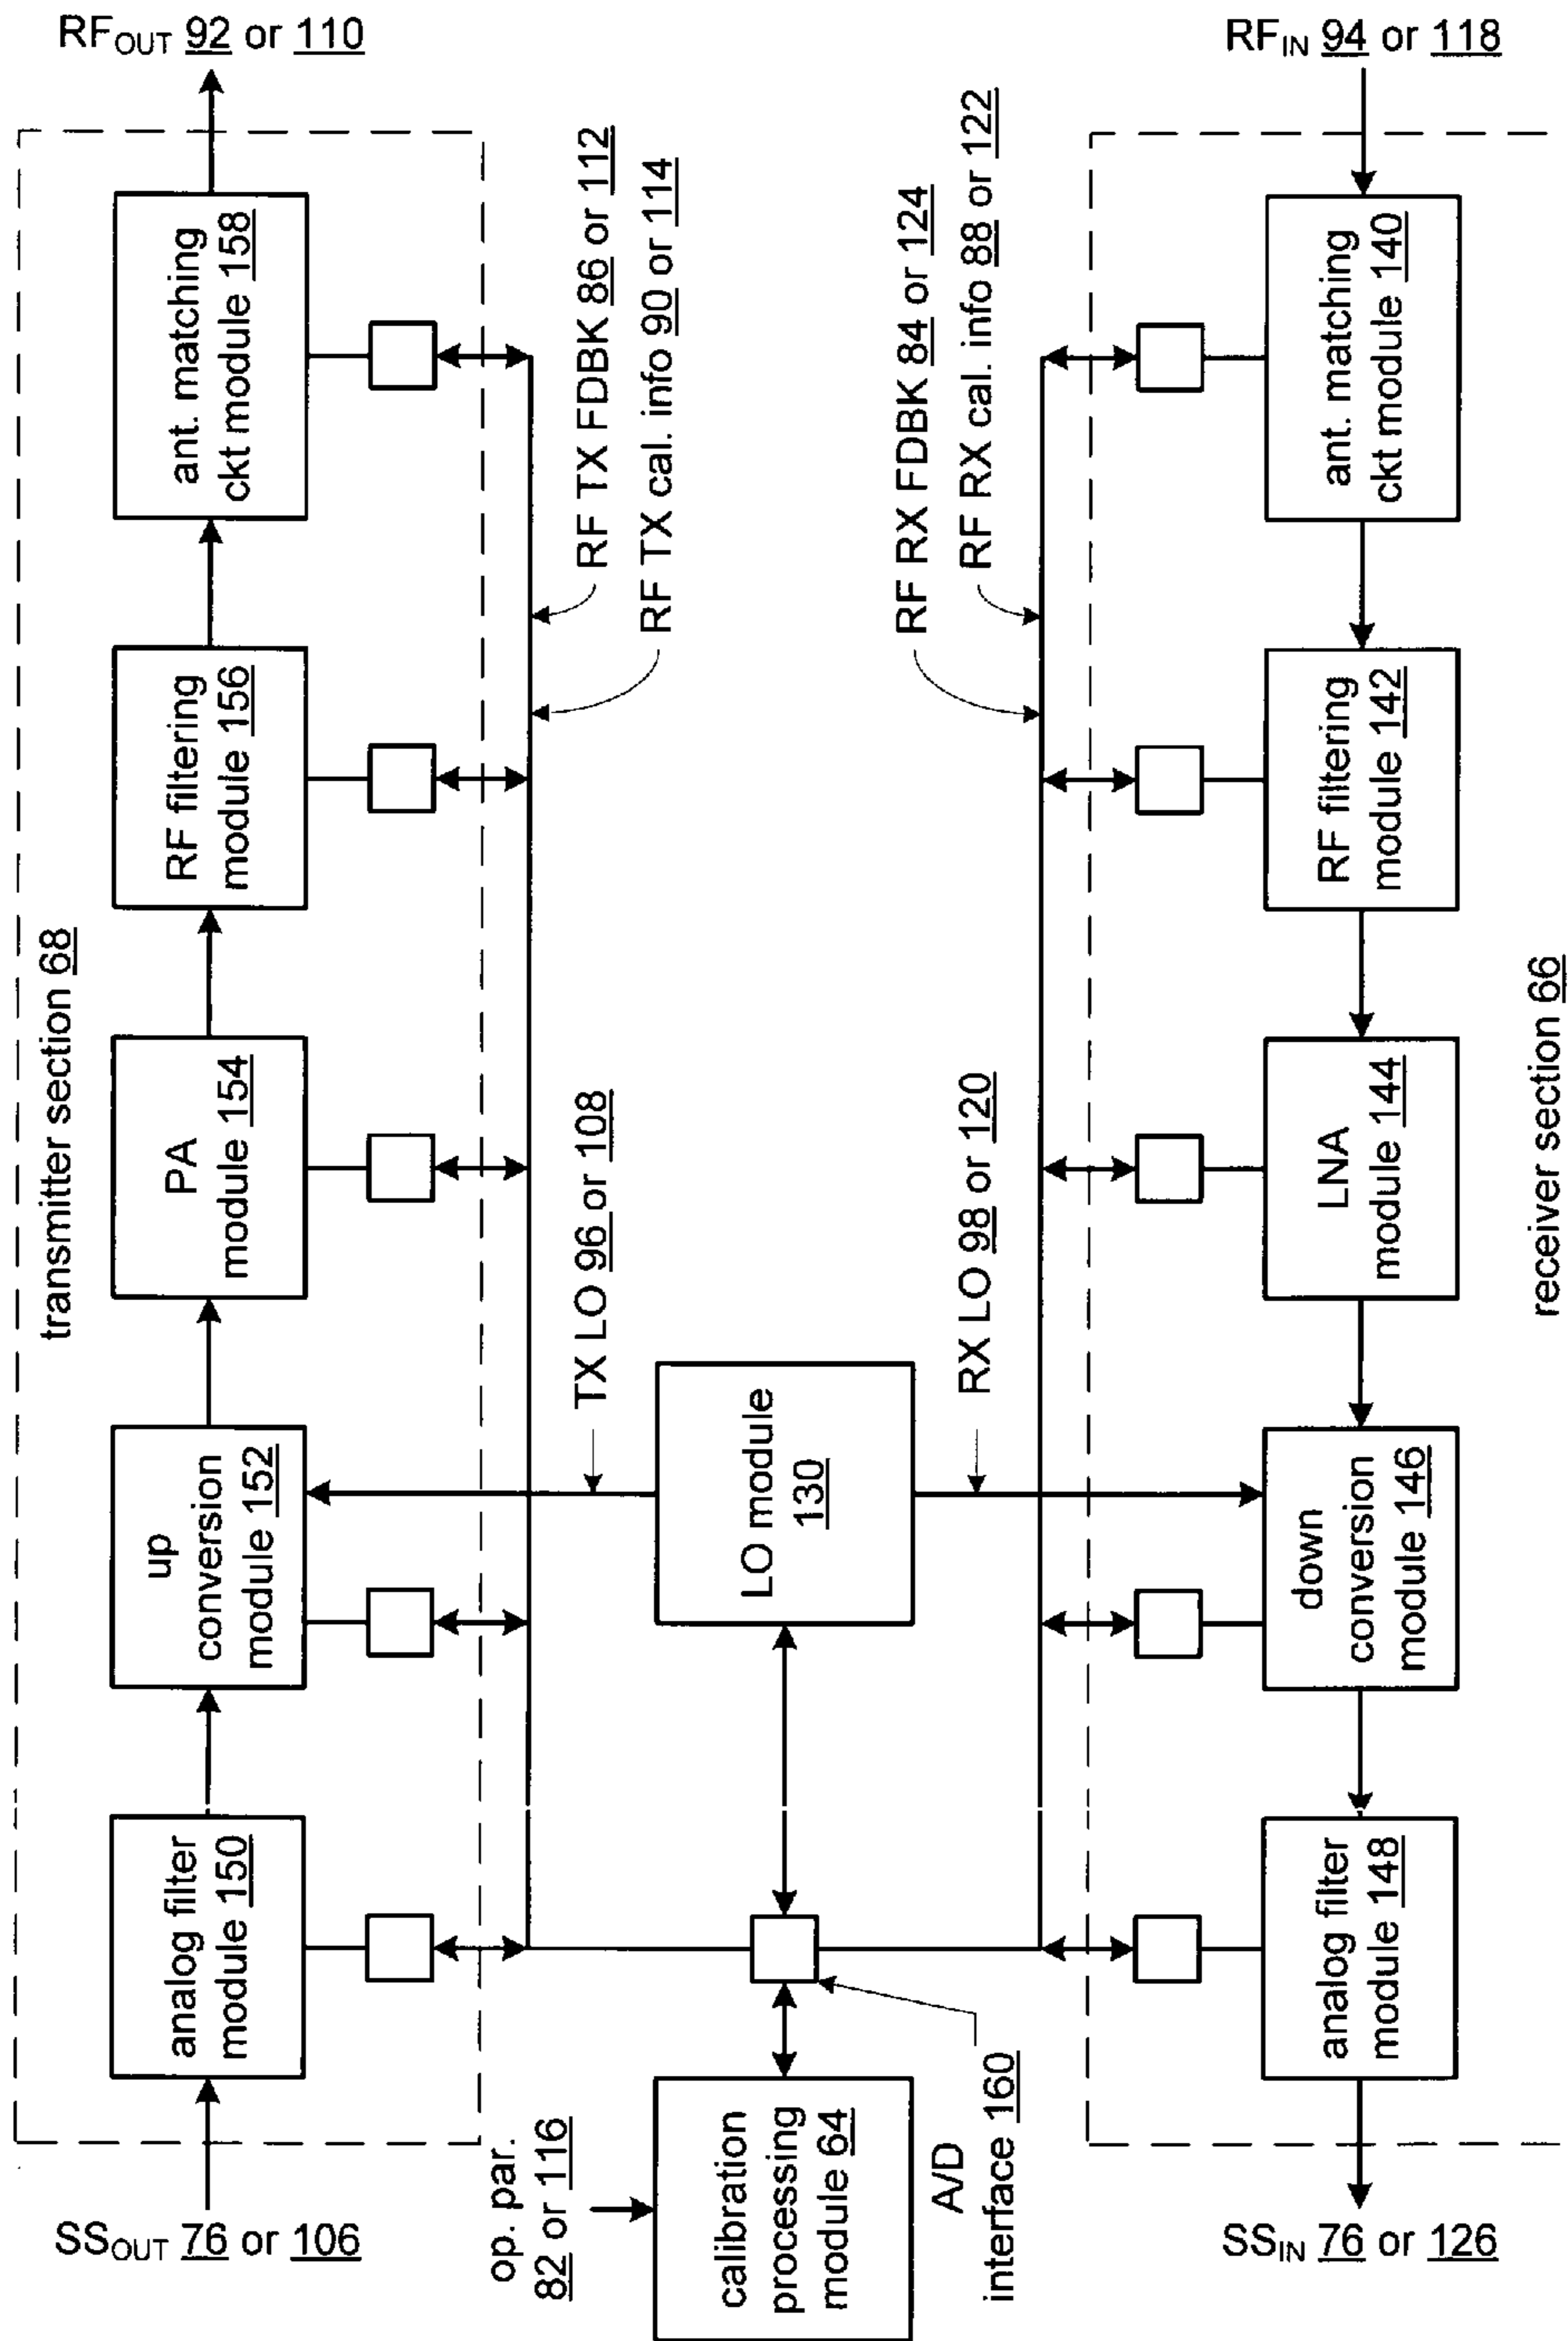 RFOUT 92 or 110
transmitter section 68
ant. matching
ckt module 158
RF filtering
module 156
PA
module 154
up
conversion
module 152
analog filter
module 150
SSOUT 76 or 106
RF TX FDBK 86 or 112
RF TX cal. info 90 or 114
TX LO 96 or 108
LO module
130
op. par.
82 or 116
calibration
processing
module 64
A/D
interface 160
RX LO 98 or 120
RF RX FDBK 84 or 124
RF RX cal. info 88 or 122
RFIN 94 or 118
ant. matching
ckt module 140
RF filtering
module 142
LNA
module 144
down
conversion
module 146
analog filter
module 148
SSIN 76 or 126
receiver section 66